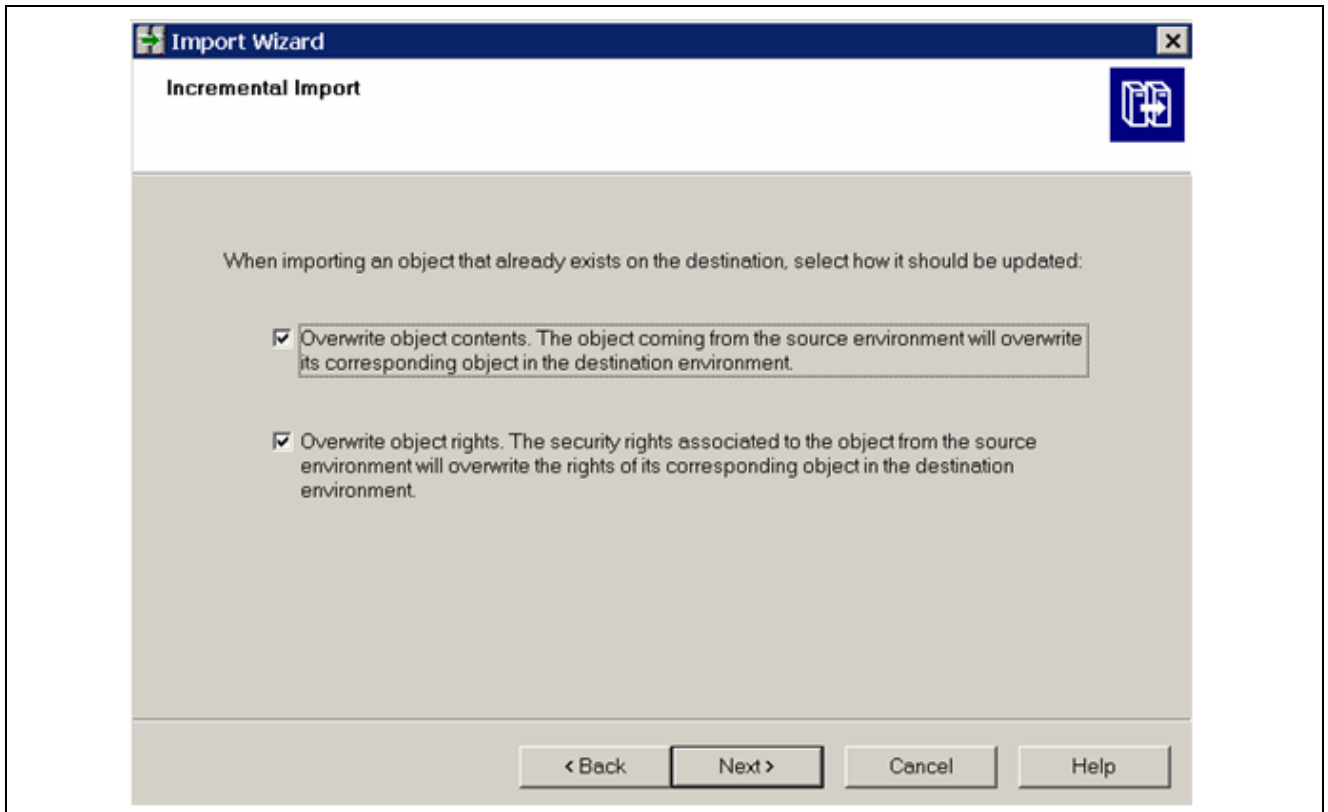 Import Wizard
Incremental Import
When importing an object that already exists on the destination, select how it should be updated:
Overwrite object contents. The object coming from the source environment will overwrite
its corresponding object in the destination environment.
Overwrite object rights. The security rights associated to the object from the source
environment will overwrite the rights of its corresponding object in the destination
environment.
< Back Next > Cancel Help